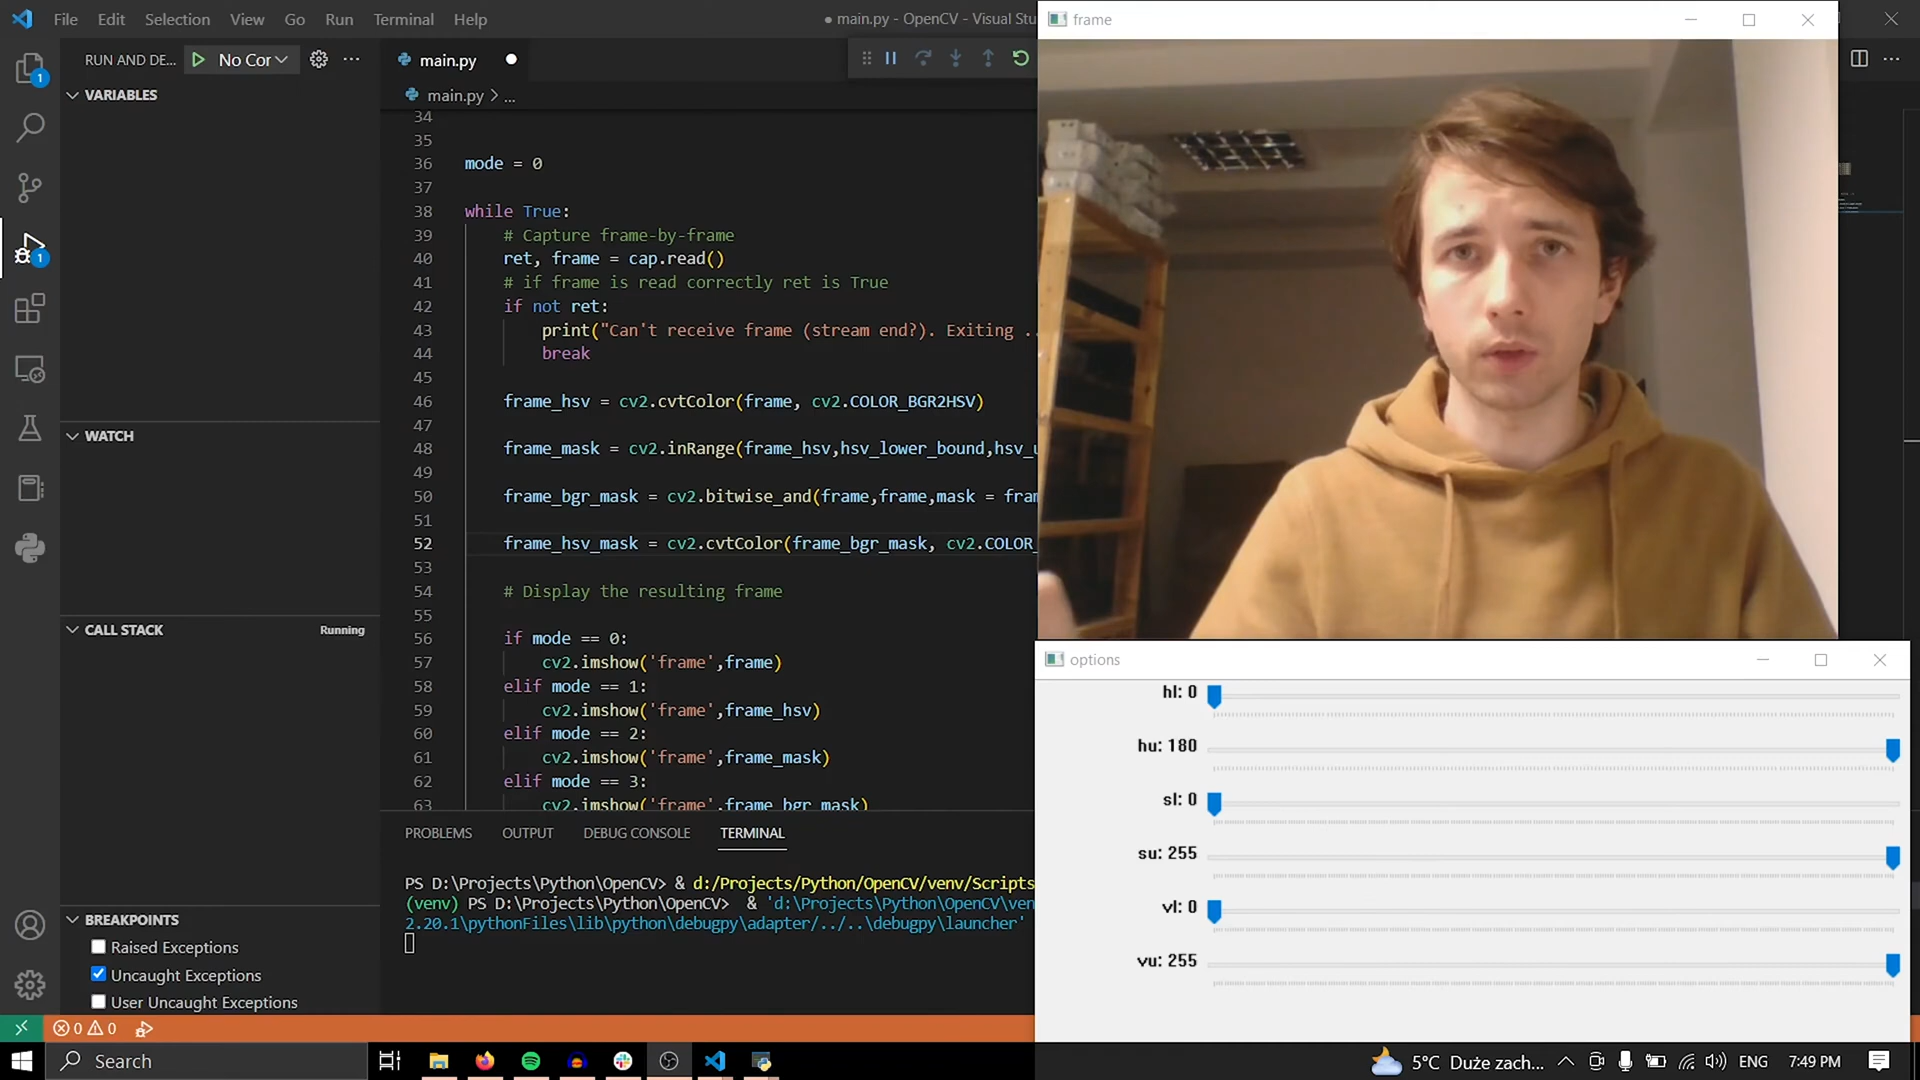 File Edit Selection View Go Run Terminal Help
● main.py - OpenCV - Visual Stu
RUN AND DE... No Cor
VARIABLES
WATCH
CALL STACK Running
BREAKPOINTS
Raised Exceptions
Uncaught Exceptions
User Uncaught Exceptions
1
1
main.py
main.py > ...
34
35
36 mode = 0
37
38 while True:
39 # Capture frame-by-frame
40 ret, frame = cap.read()
41 # if frame is read correctly ret is True
42 if not ret:
43 print("Can't receive frame (stream end?). Exiting ..
44 break
45
46 frame_hsv = cv2.cvtColor(frame, cv2.COLOR_BGR2HSV)
47
48 frame_mask = cv2.inRange(frame_hsv,hsv_lower_bound,hsv_u
49
50 frame_bgr_mask = cv2.bitwise_and(frame,frame,mask = fram
51
52 frame_hsv_mask = cv2.cvtColor(frame_bgr_mask, cv2.COLOR_
53
54 # Display the resulting frame
55
56 if mode == 0:
57 cv2.imshow('frame',frame)
58 elif mode == 1:
59 cv2.imshow('frame',frame_hsv)
60 elif mode == 2:
61 cv2.imshow('frame',frame_mask)
62 elif mode == 3:
63 cv2.imshow('frame',frame_bgr_mask)
PROBLEMS OUTPUT DEBUG CONSOLE TERMINAL
PS D:\Projects\Python\OpenCV> & d:/Projects/Python/OpenCV/venv/Scripts
(venv) PS D:\Projects\Python\OpenCV> & 'd:\Projects\Python\OpenCV\ven
2.20.1\pythonFiles\lib\python\debugpy\adapter/../..\debugpy\launcher'
frame
options
hl: 0
hu: 180
sl: 0
su: 255
vl: 0
vu: 255
0 0
Search
5°C Duże zach... ENG 7:49 PM